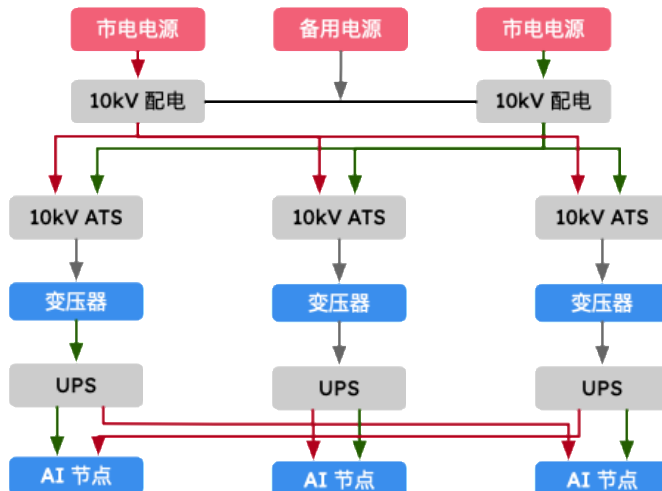 市电电源
备用电源
市电电源
10kV 配电
10kV 配电
10kV ATS
10kV ATS
10kV ATS
变压器
变压器
变压器
UPS
UPS
UPS
AI 节点
AI 节点
AI 节点